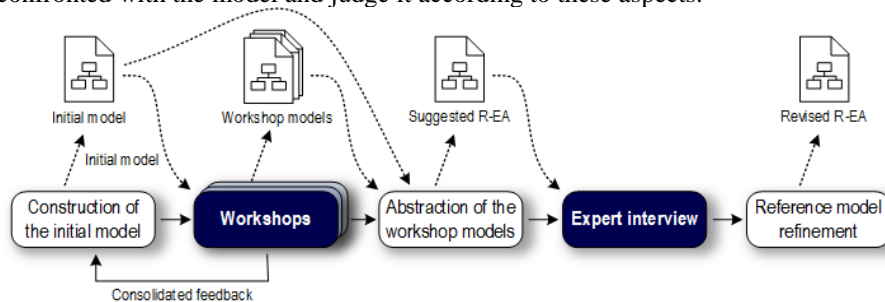 confronted with the model and judge it according to these aspects.
Initial model
Workshop models
Suggested R-EA
Revised R-EA
Initial model
Construction of
the initial model
Workshops
Abstraction of the
workshop models
Expert interview
Reference model
refinement
Consolidated feedback